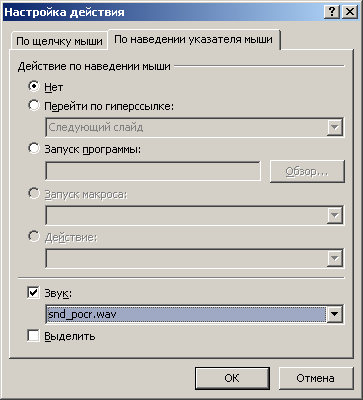 Настройка действия
По щелчку мыши
По наведении указателя мыши
Действие по наведении мыши
Нет
Перейти по гиперссылке:
Следующий слайд
Запуск программы:
Обзор...
Запуск макроса:
Действие:
Звук:
snd_pocr.wav
Выделить
ОК
Отмена